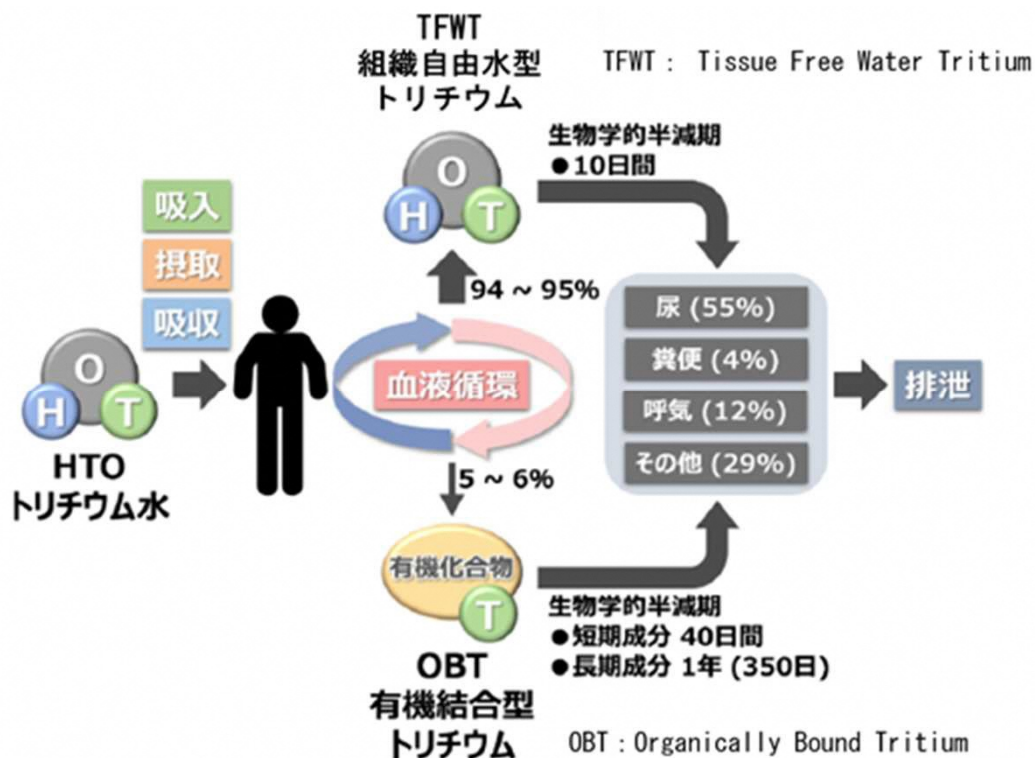 TFWT
組織自由水型
トリチウム
TFWT : Tissue Free Water Tritium
生物学的半減期
●10日間
O
H
T
吸入
摂取
吸収
94 ~ 95%
尿 (55%)
糞便 (4%)
呼気 (12%)
その他 (29%)
排泄
血液循環
O
H
T
HTO
トリチウム水
5 ~ 6%
有機化合物
T
生物学的半減期
●短期成分 40日間
●長期成分 1年 (350日)
OBT
有機結合型
トリチウム
OBT : Organically Bound Tritium